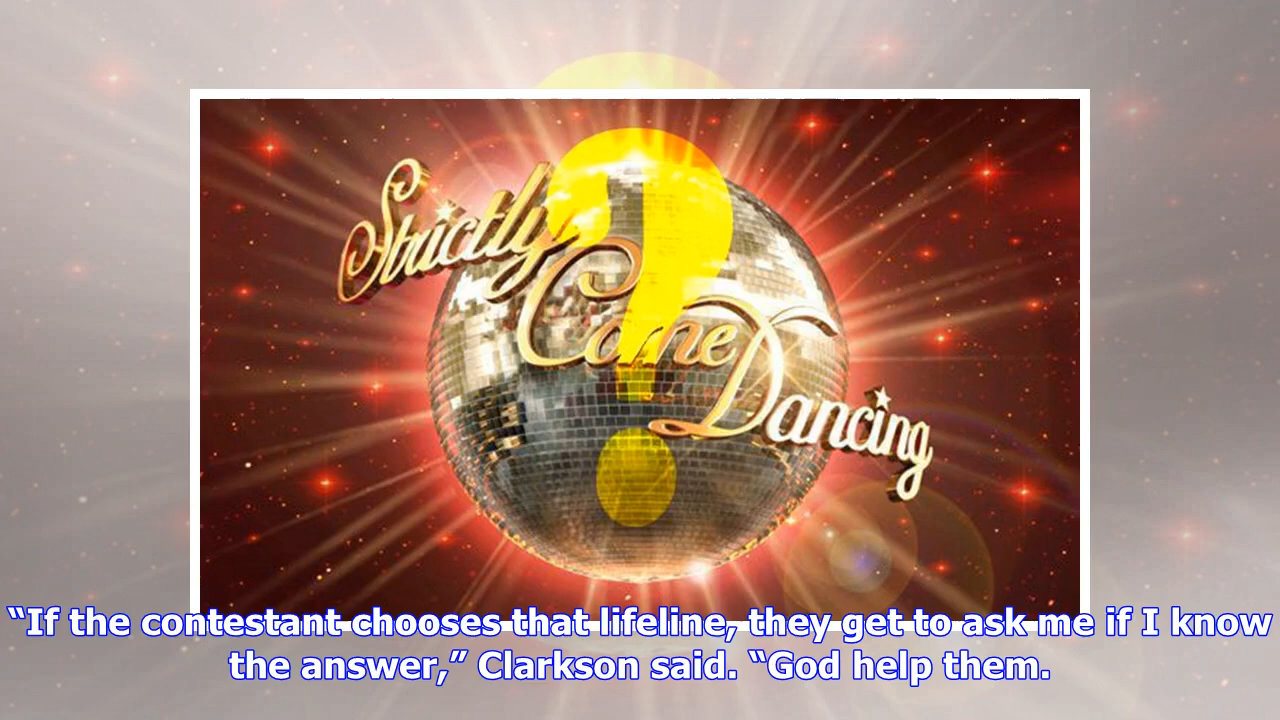 Strictly
Come
Dancing
?
“If the contestant chooses that lifeline, they get to ask me if I know
the answer,” Clarkson said. “God help them.